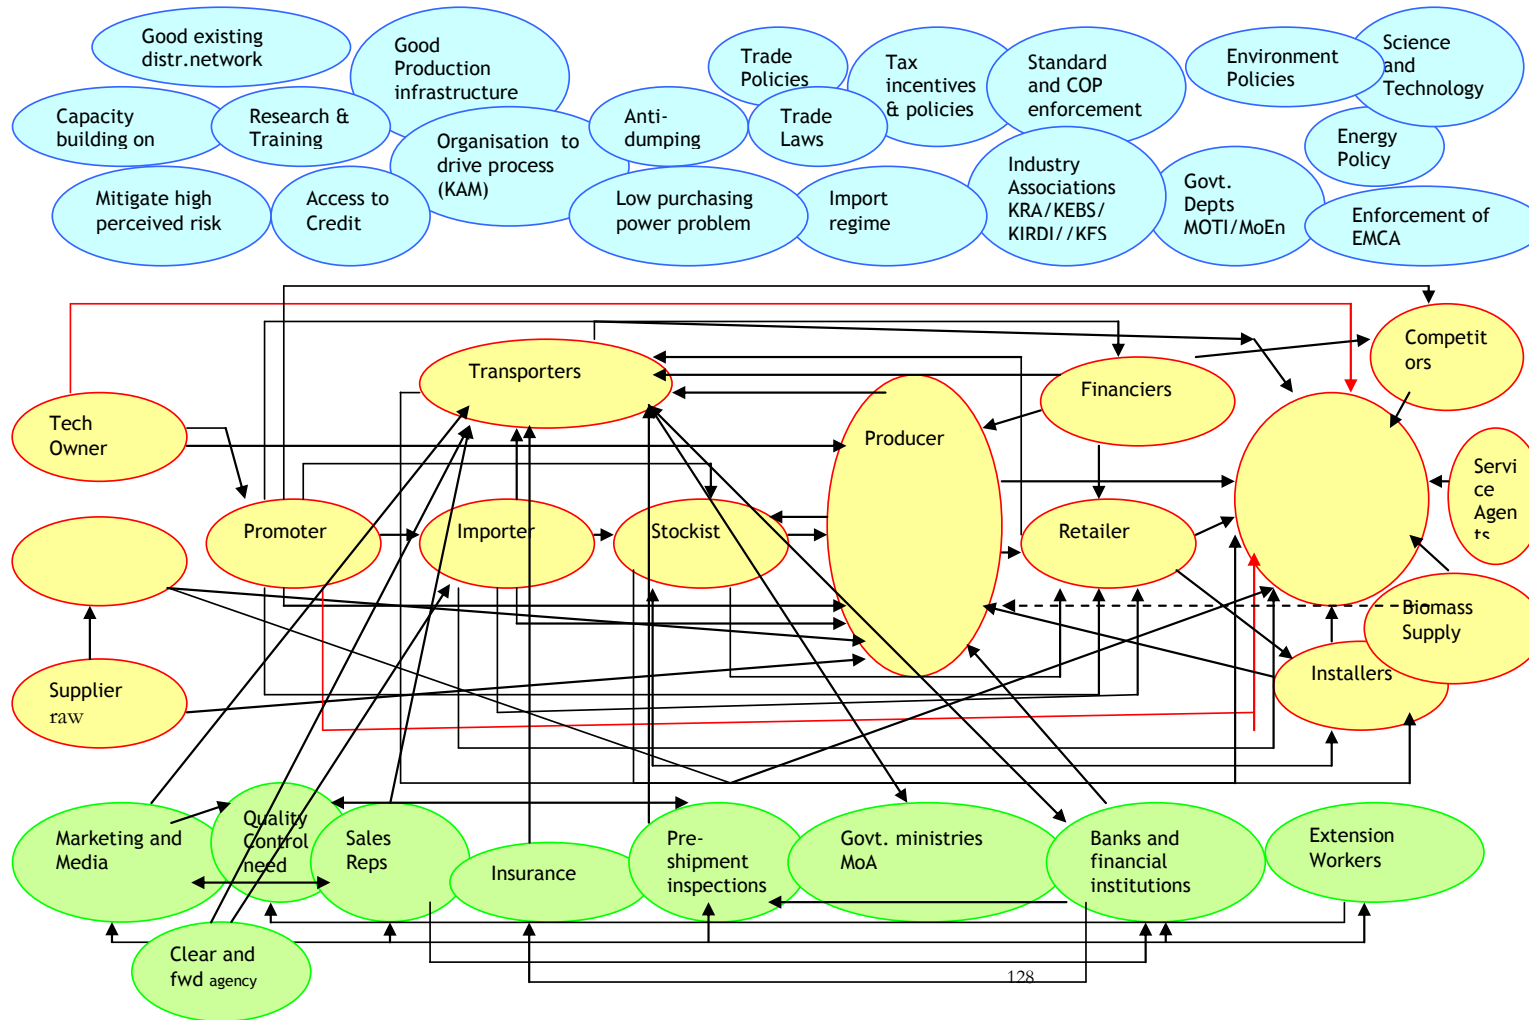 Good existing
distr.network
Good
Production
infrastructure
Trade
Policies
Tax
incentives
& policies
Standard
and COP
enforcement
Environment
Policies
Science
and
Technology
Capacity
building on
Research &
Training
Organisation to
drive process
(KAM)
Anti-
dumping
Trade
Laws
Energy
Policy
Mitigate high
perceived risk
Access to
Credit
Low purchasing
power problem
Import
regime
Industry
Associations
KRA/KEBS/
KIRDI//KES
Govt.
Depts
MOTI/MoEn
Enforcement of
EMCA
Transporters
Competit
ors
Financiers
Tech
Owner
Producer
Servi
ce
Agen
ts
Promoter
Importer
Stockist
Retailer
Biomass
Supply
Supplier
raw
Installers
Marketing and
Media
Quality
Control
need
Sales
Reps
Insurance
Pre-
shipment
inspections
Govt. ministries
MoA
Banks and
financial
institutions
Extension
Workers
Clear and
fwd agency
128